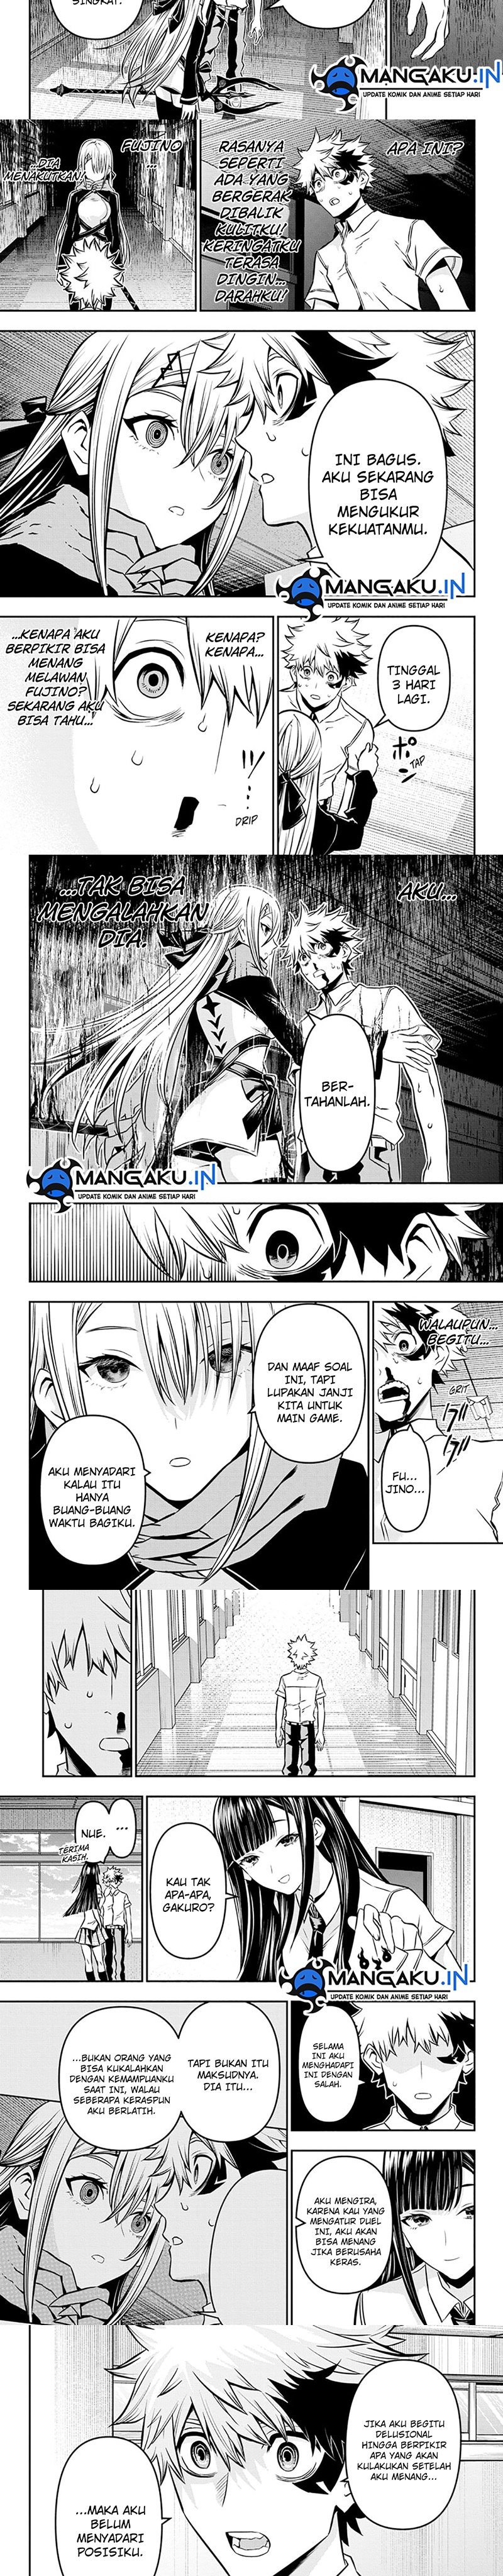 SINGKAT.
MANGAKU.IN
UPDATE KOMIK DAN ANIME SETIAP HARI
APA INI?
RASANYA
SEPERTI
ADA YANG
BERGERAK
DIBALIK
KULITKU!
KERINGATKU
TERASA
DINGIN...
DARAHKU!
FUJINO
...
...DIA
MENAKUTKAN!
INI BAGUS.
AKU SEKARANG
BISA
MENGUKUR
KEKUATANMU.
MANGAKU.IN
UPDATE KOMIK DAN ANIME SETIAP HARI
TINGGAL
3 HARI
LAGI.
ポン
TAP
KENAPA?
KENAPA...
...KENAPA AKU
BERPIKIR BISA
MENANG
MELAWAN
FUJINO?
SEKARANG AKU
BISA TAHU...
DRIP
AKU...
...TAK BISA
MENGALAHKAN
DIA.
BER-
TAHANLAH.
MANGAKU.IN
UPDATE KOMIK DAN ANIME SETIAP HARI
WALAUPUN...
BEGITU...
GRIT
FU...
JINO...
DAN MAAF SOAL
INI, TAPI
LUPAKAN JANJI
KITA UNTUK
MAIN GAME.
AKU MENYADARI
KALAU ITU
HANYA
BUANG-BUANG
WAKTU BAGIKU.
KAU TAK
APA-APA,
GAKURO?
...
NUE.
TERIMA
KASIH.
MANGAKU.IN
UPDATE KOMIK DAN ANIME SETIAP HARI
SELAMA
INI AKU
MENGHADAPI
INI DENGAN
SALAH.
TAPI BUKAN ITU
MAKSUDNYA.
DIA ITU...
...BUKAN ORANG YANG
BISA KUKALAHKAN
DENGAN KEMAMPUANKU
SAAT INI, WALAU
SEBERAPA KERASPUN
AKU BERLATIH.
AKU MENGIRA,
KARENA KAU YANG
MENGATUR DUEL
INI, AKU AKAN
BISA MENANG
JIKA BERUSAHA
KERAS.
JIKA AKU BEGITU
DELUSIONAL
HINGGA BERPIKIR
APA YANG AKAN
KULAKUKAN SETELAH
AKU MENANG...
...MAKA AKU
BELUM
MENYADARI
POSISIKU.